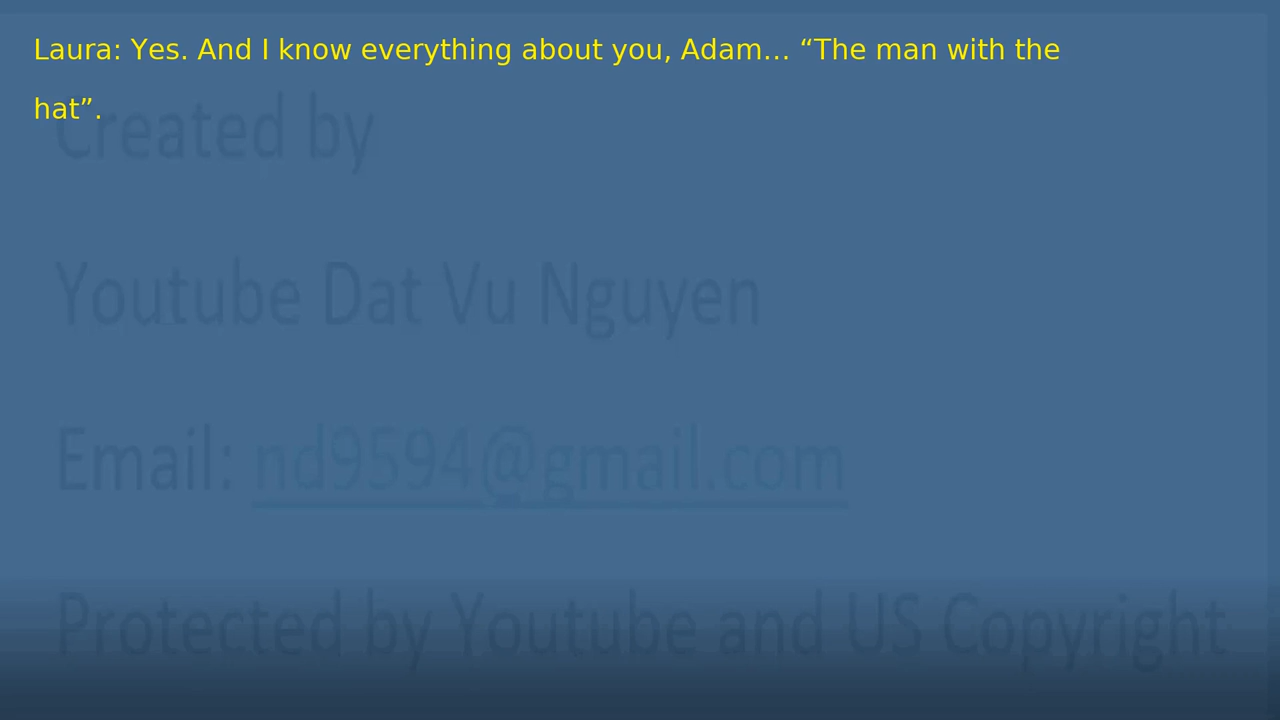 Laura: Yes. And I know everything about you, Adam… “The man with the
hat”.
Created by
Youtube Dat Vu Nguyen
Email: nd9594@gmail.com
Protected by Youtube and US Copyright